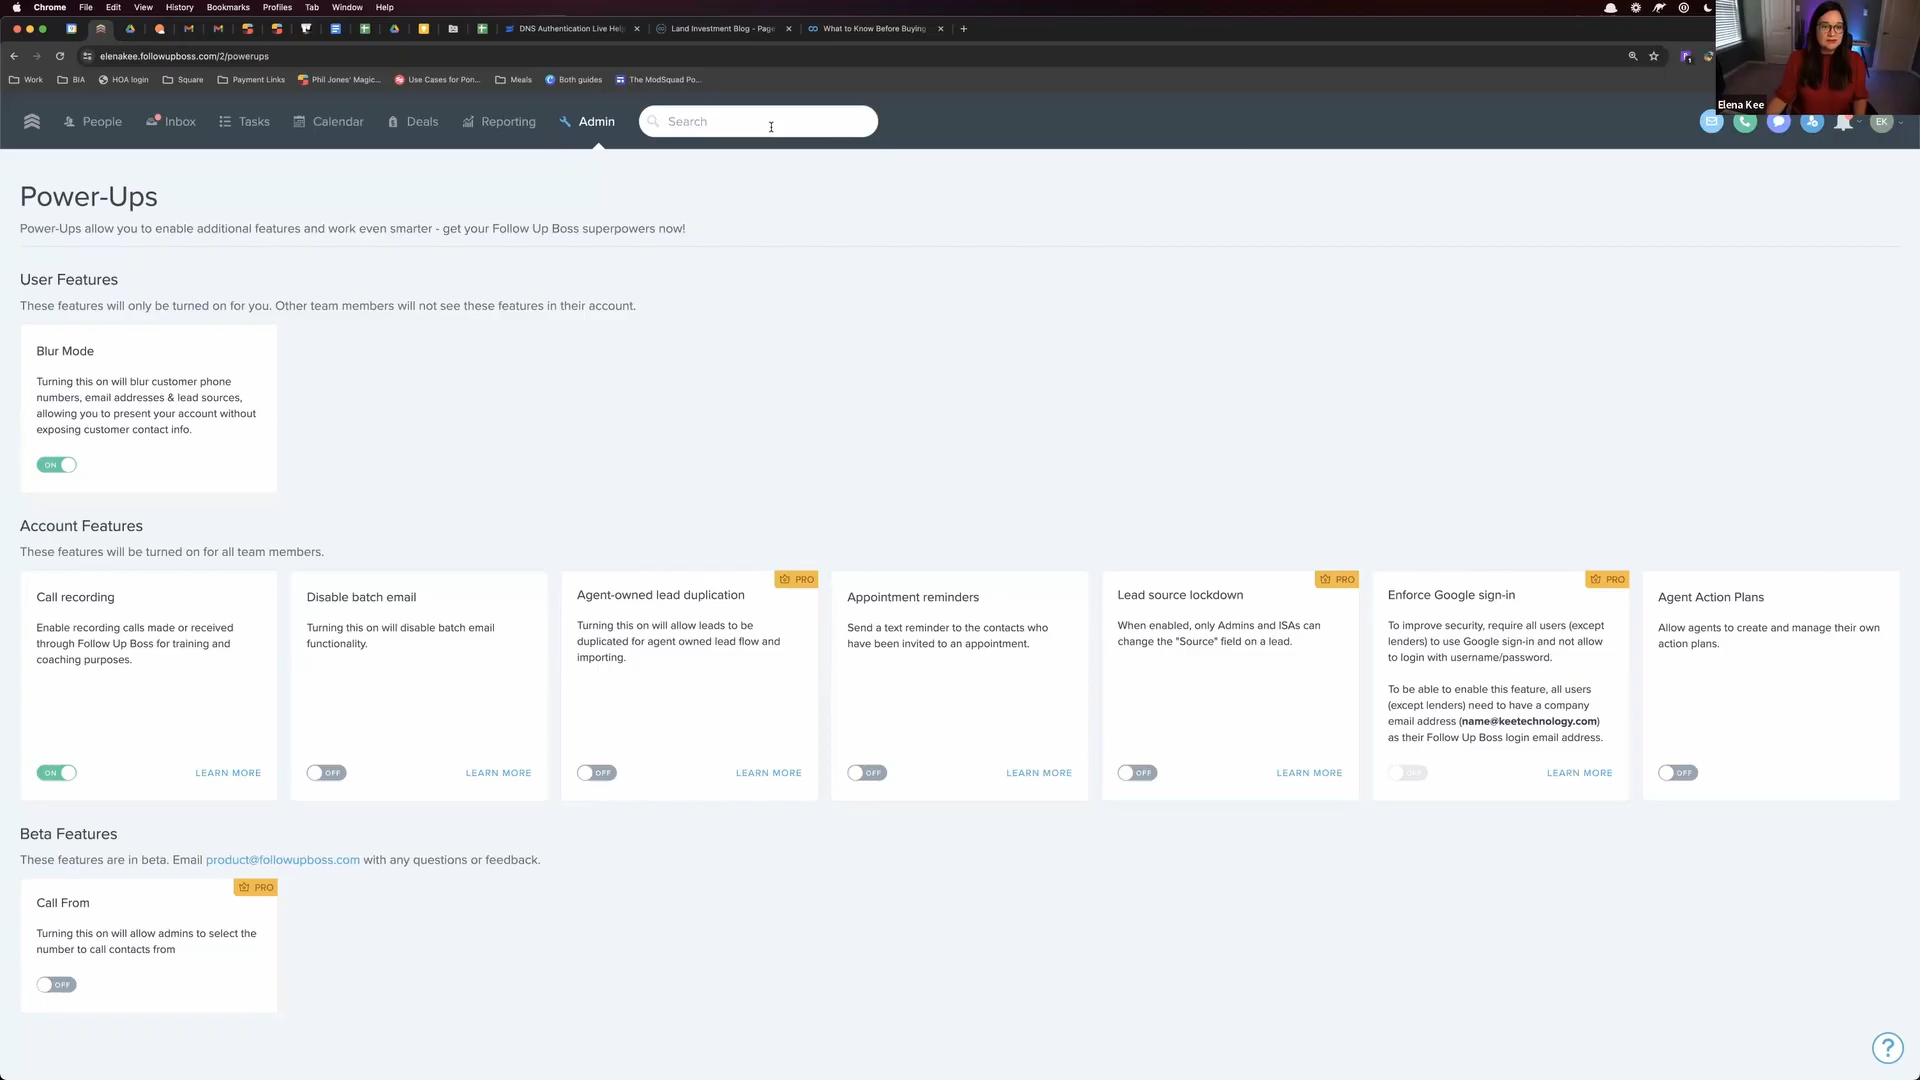 Chrome File Edit View History Bookmarks Profiles Tab Window Help
DNS Authentication Live Hel
Land Investment Blog - Page
What to Know Before Buying
elenakee.followupboss.com/2/powerups
Work BIA HOA login Square Payment Links Phil Jones' Magic... Use Cases for Pon... Meals Both guides The ModSquad Po...
Elena Kee
People Inbox Tasks Calendar Deals Reporting Admin Search
EK
Power-Ups
Power-Ups allow you to enable additional features and work even smarter - get your Follow Up Boss superpowers now!
User Features
These features will only be turned on for you. Other team members will not see these features in their account.
Blur Mode
Turning this on will blur customer phone
numbers, email addresses & lead sources,
allowing you to present your account without
exposing customer contact info.
ON
Account Features
These features will be turned on for all team members.
Call recording
Enable recording calls made or received
through Follow Up Boss for training and
coaching purposes.
ON LEARN MORE
Disable batch email
Turning this on will disable batch email
functionality.
OFF LEARN MORE
PRO
Agent-owned lead duplication
Turning this on will allow leads to be
duplicated for agent owned lead flow and
importing.
OFF LEARN MORE
Appointment reminders
Send a text reminder to the contacts who
have been invited to an appointment.
OFF LEARN MORE
PRO
Lead source lockdown
When enabled, only Admins and ISAs can
change the "Source" field on a lead.
OFF LEARN MORE
PRO
Enforce Google sign-in
To improve security, require all users (except
lenders) to use Google sign-in and not allow
to login with username/password.
To be able to enable this feature, all users
(except lenders) need to have a company
email address (name@keetechnology.com)
as their Follow Up Boss login email address.
OFF LEARN MORE
Agent Action Plans
Allow agents to create and manage their own
action plans.
OFF
Beta Features
These features are in beta. Email product@followupboss.com with any questions or feedback.
PRO
Call From
Turning this on will allow admins to select the
number to call contacts from
OFF
?